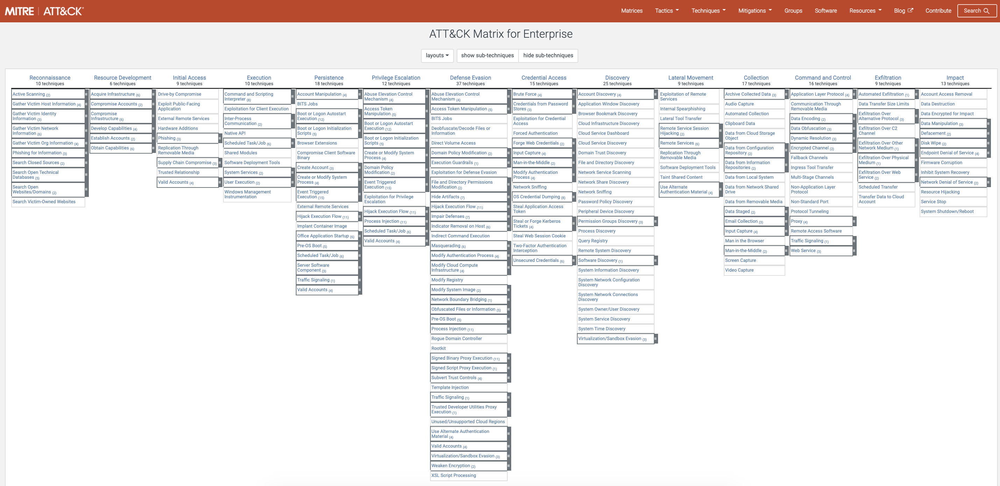 MITRE | ATT&CK®
Matrices
Tactics
Techniques
Mitigations
Groups
Software
Resources
Blog
Contribute
Search
ATT&CK Matrix for Enterprise
layouts
show sub-techniques
hide sub-techniques
Reconnaissance
10 techniques
Active Scanning (2)
Gather Victim Host Information (4)
Gather Victim Identity
Information (3)
Gather Victim Network
Information (6)
Gather Victim Org Information (4)
Phishing for Information (3)
Search Closed Sources (2)
Search Open Technical
Databases (5)
Search Open
Websites/Domains (2)
Search Victim-Owned Websites
Resource Development
6 techniques
Acquire Infrastructure (6)
Compromise Accounts (2)
Compromise
Infrastructure (6)
Develop Capabilities (4)
Establish Accounts (2)
Obtain Capabilities (6)
Initial Access
9 techniques
Drive-by Compromise
Exploit Public-Facing
Application
External Remote Services
Hardware Additions
Phishing (3)
Replication Through
Removable Media
Supply Chain Compromise (3)
Trusted Relationship
Valid Accounts (4)
Execution
10 techniques
Command and Scripting
Interpreter (8)
Exploitation for Client Execution
Inter-Process
Communication (2)
Native API
Scheduled Task/Job (6)
Shared Modules
Software Deployment Tools
System Services (2)
User Execution (2)
Windows Management
Instrumentation
Persistence
18 techniques
Account Manipulation (4)
BITS Jobs
Boot or Logon Autostart
Execution (12)
Boot or Logon Initialization
Scripts (5)
Browser Extensions
Compromise Client Software
Binary
Create Account (3)
Create or Modify System
Process (4)
Event Triggered
Execution (15)
External Remote Services
Hijack Execution Flow (11)
Implant Container Image
Office Application Startup (6)
Pre-OS Boot (5)
Scheduled Task/Job (6)
Server Software
Component (3)
Traffic Signaling (1)
Valid Accounts (4)
Privilege Escalation
12 techniques
Abuse Elevation Control
Mechanism (4)
Access Token
Manipulation (5)
Boot or Logon Autostart
Execution (12)
Boot or Logon Initialization
Scripts (5)
Create or Modify System
Process (4)
Domain Policy
Modification (2)
Event Triggered
Execution (15)
Exploitation for Privilege
Escalation
Hijack Execution Flow (11)
Process Injection (11)
Scheduled Task/Job (6)
Valid Accounts (4)
Defense Evasion
37 techniques
Abuse Elevation Control
Mechanism (4)
Access Token Manipulation (5)
BITS Jobs
Deobfuscate/Decode Files or
Information
Direct Volume Access
Domain Policy Modification (2)
Execution Guardrails (1)
Exploitation for Defense Evasion
File and Directory Permissions
Modification (2)
Hide Artifacts (7)
Hijack Execution Flow (11)
Impair Defenses (7)
Indicator Removal on Host (6)
Indirect Command Execution
Masquerading (6)
Modify Authentication Process (4)
Modify Cloud Compute
Infrastructure (4)
Modify Registry
Modify System Image (2)
Network Boundary Bridging (1)
Obfuscated Files or Information (5)
Pre-OS Boot (5)
Process Injection (11)
Rogue Domain Controller
Rootkit
Signed Binary Proxy Execution (11)
Signed Script Proxy Execution (1)
Subvert Trust Controls (4)
Template Injection
Traffic Signaling (1)
Trusted Developer Utilities Proxy
Execution (1)
Unused/Unsupported Cloud Regions
Use Alternate Authentication
Material (4)
Valid Accounts (4)
Virtualization/Sandbox Evasion (3)
Weaken Encryption (2)
XSL Script Processing
Credential Access
15 techniques
Brute Force (4)
Credentials from Password
Stores (3)
Exploitation for Credential
Access
Forced Authentication
Forge Web Credentials (2)
Input Capture (4)
Man-in-the-Middle (2)
Modify Authentication
Process (4)
Network Sniffing
OS Credential Dumping (8)
Steal Application Access
Token
Steal or Forge Kerberos
Tickets (4)
Steal Web Session Cookie
Two-Factor Authentication
Interception
Unsecured Credentials (6)
Discovery
25 techniques
Account Discovery (4)
Application Window Discovery
Browser Bookmark Discovery
Cloud Infrastructure Discovery
Cloud Service Dashboard
Cloud Service Discovery
Domain Trust Discovery
File and Directory Discovery
Network Service Scanning
Network Share Discovery
Network Sniffing
Password Policy Discovery
Peripheral Device Discovery
Permission Groups Discovery (3)
Process Discovery
Query Registry
Remote System Discovery
Software Discovery (1)
System Information Discovery
System Network Configuration
Discovery
System Network Connections
Discovery
System Owner/User Discovery
System Service Discovery
System Time Discovery
Virtualization/Sandbox Evasion (3)
Lateral Movement
9 techniques
Exploitation of Remote
Services
Internal Spearphishing
Lateral Tool Transfer
Remote Service Session
Hijacking (2)
Remote Services (6)
Replication Through
Removable Media
Software Deployment Tools
Taint Shared Content
Use Alternate
Authentication Material (4)
Collection
17 techniques
Archive Collected Data (3)
Audio Capture
Automated Collection
Clipboard Data
Data from Cloud Storage
Object
Data from Configuration
Repository (2)
Data from Information
Repositories (2)
Data from Local System
Data from Network Shared
Drive
Data from Removable Media
Data Staged (2)
Email Collection (3)
Input Capture (4)
Man in the Browser
Man-in-the-Middle (2)
Screen Capture
Video Capture
Command and Control
16 techniques
Application Layer Protocol (4)
Communication Through
Removable Media
Data Encoding (2)
Data Obfuscation (3)
Dynamic Resolution (3)
Encrypted Channel (2)
Fallback Channels
Ingress Tool Transfer
Multi-Stage Channels
Non-Application Layer
Protocol
Non-Standard Port
Protocol Tunneling
Proxy (4)
Remote Access Software
Traffic Signaling (1)
Web Service (3)
Exfiltration
9 techniques
Automated Exfiltration (1)
Data Transfer Size Limits
Exfiltration Over
Alternative Protocol (3)
Exfiltration Over C2
Channel
Exfiltration Over Other
Network Medium (1)
Exfiltration Over Physical
Medium (1)
Exfiltration Over Web
Service (2)
Scheduled Transfer
Transfer Data to Cloud
Account
Impact
13 techniques
Account Access Removal
Data Destruction
Data Encrypted for Impact
Data Manipulation (3)
Defacement (2)
Disk Wipe (2)
Endpoint Denial of Service (4)
Firmware Corruption
Inhibit System Recovery
Network Denial of Service (2)
Resource Hijacking
Service Stop
System Shutdown/Reboot